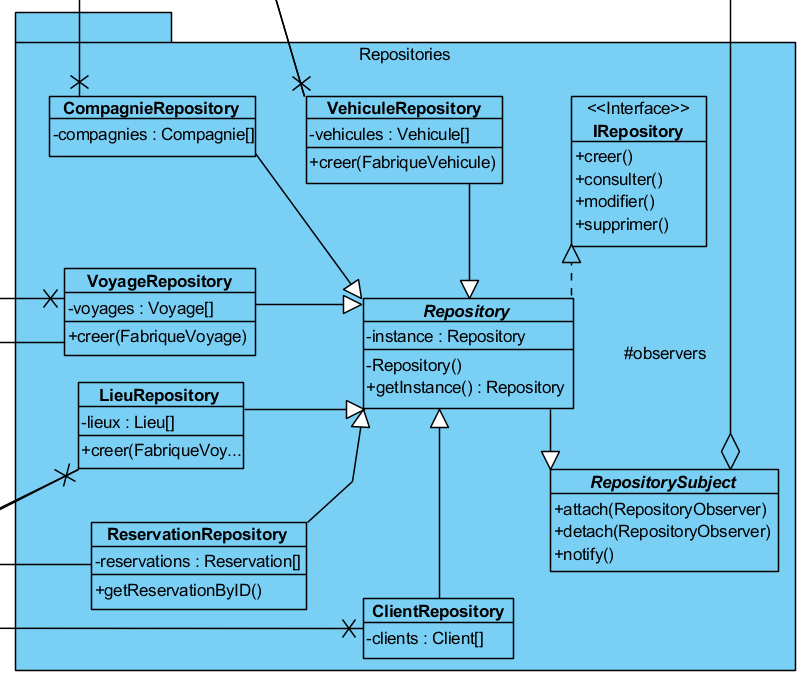 Repositories
CompagnieRepository
-compagnies : Compagnie[]
VehiculeRepository
-vehicules : Vehicule[]
+creer(FabriqueVehicule)
<<Interface>>
IRepository
+creer()
+consulter()
+modifier()
+supprimer()
VoyageRepository
-voyages : Voyage[]
+creer(FabriqueVoyage)
Repository
-instance : Repository
-Repository()
+getInstance() : Repository
#observers
LieuRepository
-lieux : Lieu[]
+creer(FabriqueVoy...
RepositorySubject
+attach(RepositoryObserver)
+detach(RepositoryObserver)
+notify()
ReservationRepository
-reservations : Reservation[]
+getReservationByID()
ClientRepository
-clients : Client[]